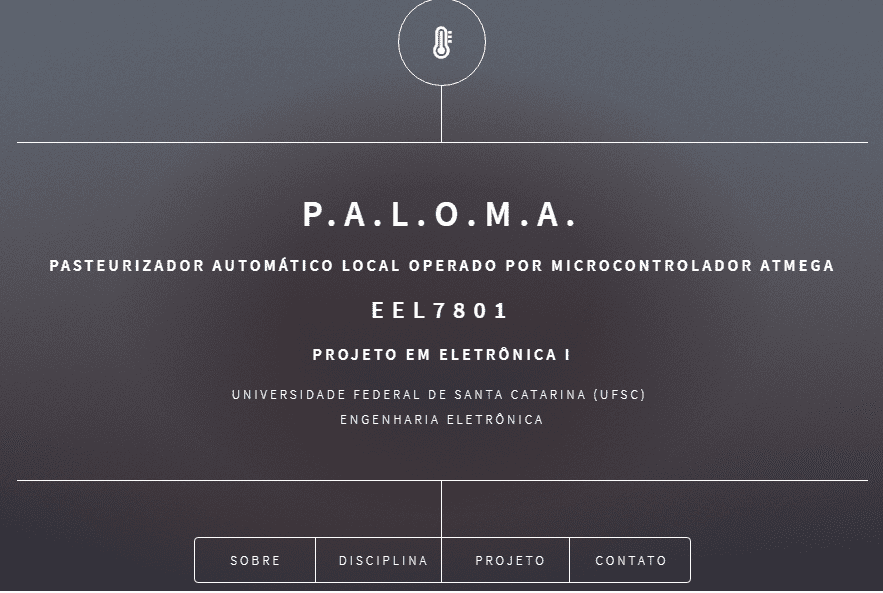 P.A.L.O.M.A.
PASTEURIZADOR AUTOMÁTICO LOCAL OPERADO POR MICROCONTROLADOR ATMEGA
EEL7801
PROJETO EM ELETRÔNICA I
UNIVERSIDADE FEDERAL DE SANTA CATARINA (UFSC)
ENGENHARIA ELETRÔNICA
SOBRE DISCIPLINA PROJETO CONTATO